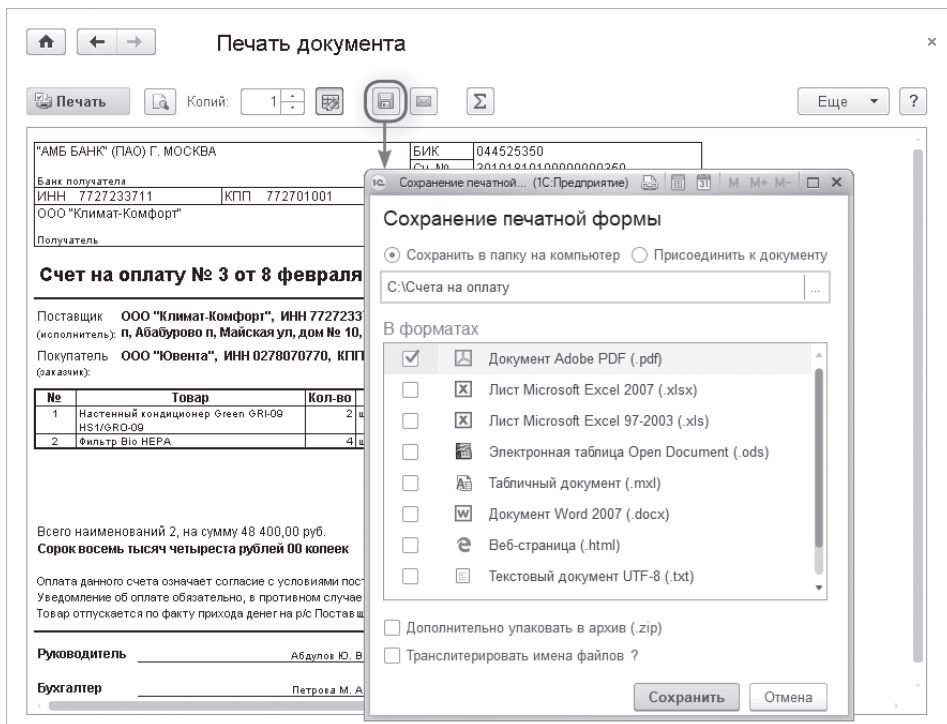 Печать документа
Печать
Копий: 1
Σ
Еще
?
"АМБ БАНК" (ПАО) Г. МОСКВА
БИК 044525350
Сч. №
Банк получателя
ИНН 7727233711 КПП 772701001
ООО "Климат-Комфорт"
Получатель
Счет на оплату № 3 от 8 февраля
Поставщик ООО "Климат-Комфорт", ИНН
(исполнитель): п, Абабурово п, Майская ул, дом № 10,
Покупатель ООО "Ювента", ИНН 0278070770, КПП
(заказчик):
№ Товар Кол-во
1 Настенный кондиционер Green GRI-09 2
HS1/GRO-09
2 Фильтр Bio HEPA 4
Всего наименований 2, на сумму 48 400,00 руб.
Сорок восемь тысяч четыреста рублей 00 копеек
Оплата данного счета означает согласие с условиями
Уведомление об оплате обязательно, в противном случае
Товар отпускается по факту прихода денег на р/с
Руководитель Абдулов Ю. В
Бухгалтер Петрова М. А
Сохранение печатной... (1С:Предприятие) M M+ M-
Сохранение печатной формы
Сохранить в папку на компьютер Присоединить к документу
C:\Счета на оплату ...
В форматах
Документ Adobe PDF (.pdf)
Лист Microsoft Excel 2007 (.xlsx)
Лист Microsoft Excel 97-2003 (.xls)
Электронная таблица Open Document (.ods)
Табличный документ (.mxl)
Документ Word 2007 (.docx)
Веб-страница (.html)
Текстовый документ UTF-8 (.txt)
Дополнительно упаковать в архив (.zip)
Транслитерировать имена файлов ?
Сохранить
Отмена